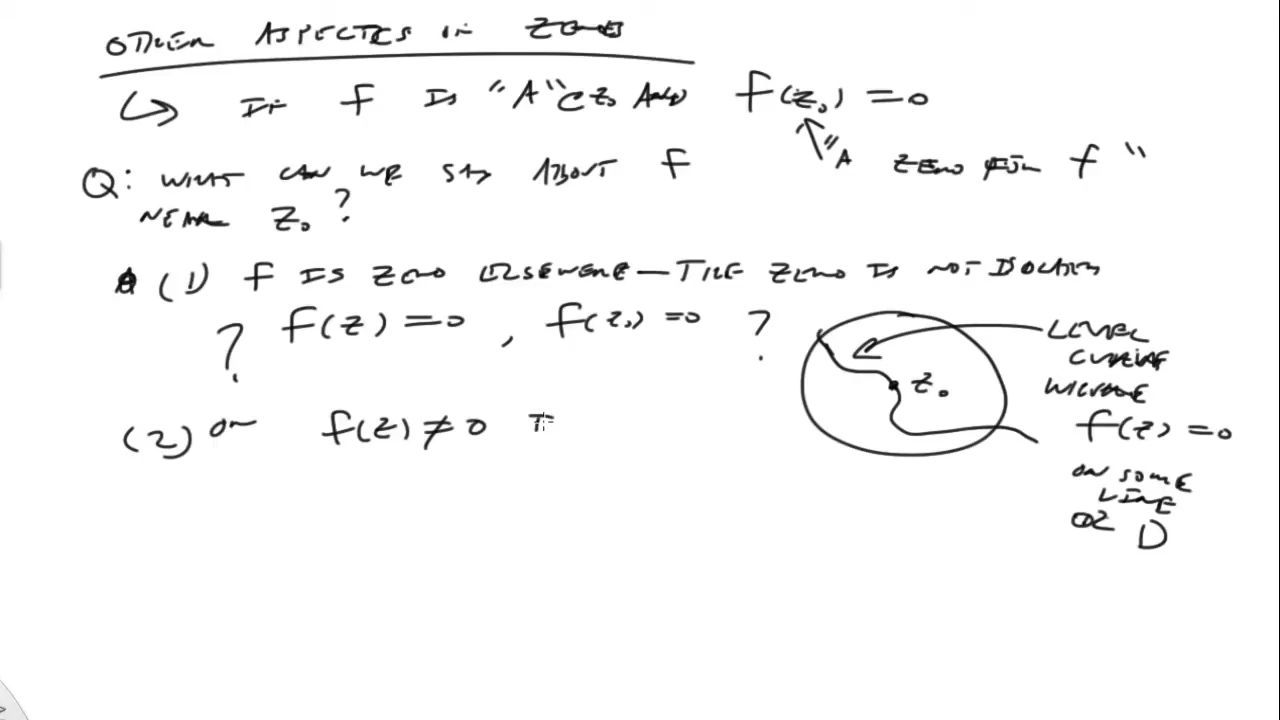 OTHER ASPECTS IN ZEROS
↪ IF f IS "A" @ z₀ AND f(z₀) = 0
"A ZERO FOR f"
Q: WHAT CAN WE SAY ABOUT f
NEAR z₀ ?
A (1) f IS ZERO ELSEWHERE — THE ZERO IS NOT ISOLATED
? f(z) = 0 , f(z₀) = 0 ?
z₀
LEVEL
CURVE
WHERE
f(z) = 0
ON SOME
LINE
OR D
(2) OR f(z) ≠ 0